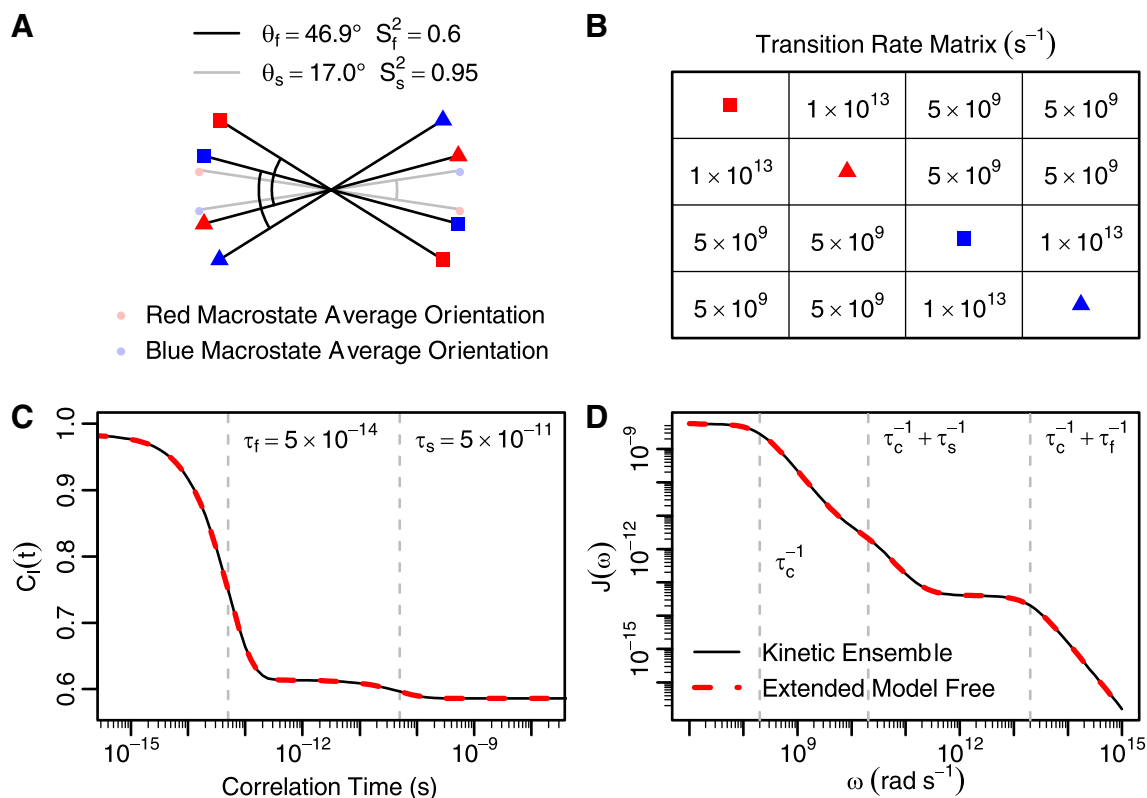 A
θf = 46.9° S²f = 0.6
θs = 17.0° S²s = 0.95
Red Macrostate Average Orientation
Blue Macrostate Average Orientation
B
Transition Rate Matrix (s⁻¹)
1 × 10¹³ 5 × 10⁹ 5 × 10⁹
1 × 10¹³ 5 × 10⁹ 5 × 10⁹
5 × 10⁹ 5 × 10⁹ 1 × 10¹³
5 × 10⁹ 5 × 10⁹ 1 × 10¹³
C
τf = 5 × 10⁻¹⁴ τs = 5 × 10⁻¹¹
1.0
0.9
0.8
0.7
0.6
CI(t)
10⁻¹⁵ 10⁻¹² 10⁻⁹
Correlation Time (s)
D
τc⁻¹ + τs⁻¹ τc⁻¹ + τf⁻¹
τc⁻¹
10⁻⁹
10⁻¹²
10⁻¹⁵
J(ω)
Kinetic Ensemble
Extended Model Free
10⁹ 10¹² 10¹⁵
ω (rad s⁻¹)